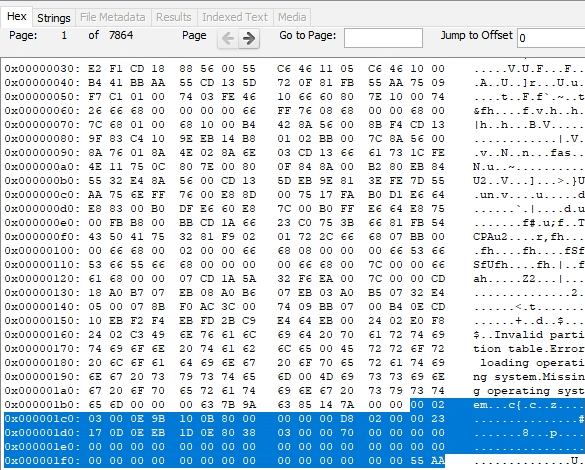 Hex Strings File Metadata Results Indexed Text Media
Page: 1 of 7864 Page Go to Page: Jump to Offset 0
0x00000030: E2 F1 CD 18 88 56 00 55 C6 46 11 05 C6 46 10 00 .....V.U.F...F..
0x00000040: B4 41 BB AA 55 CD 13 5D 72 0F 81 FB 55 AA 75 09 .A..U..]r...U.u.
0x00000050: F7 C1 01 00 74 03 FE 46 10 66 60 80 7E 10 00 74 ....t..F.f`.~..t
0x00000060: 26 66 68 00 00 00 00 66 FF 76 08 68 00 00 68 00 &fh....f.v.h..h.
0x00000070: 7C 68 01 00 68 10 00 B4 42 8A 56 00 8B F4 CD 13 |h..h...B.V.....
0x00000080: 9F 83 C4 10 9E EB 14 B8 01 02 BB 00 7C 8A 56 00 ............|.V.
0x00000090: 8A 76 01 8A 4E 02 8A 6E 03 CD 13 66 61 73 1C FE .v..N..n...fas..
0x000000a0: 4E 11 75 0C 80 7E 00 80 0F 84 8A 00 B2 80 EB 84 N.u..~..........
0x000000b0: 55 32 E4 8A 56 00 CD 13 5D EB 9E 81 3E FE 7D 55 U2..V...]...>.}U
0x000000c0: AA 75 6E FF 76 00 E8 8D 00 75 17 FA B0 D1 E6 64 .un.v....u.....d
0x000000d0: E8 83 00 B0 DF E6 60 E8 7C 00 B0 FF E6 64 E8 75 ......`.|....d.u
0x000000e0: 00 FB B8 00 BB CD 1A 66 23 C0 75 3B 66 81 FB 54 .......f#.u;f..T
0x000000f0: 43 50 41 75 32 81 F9 02 01 72 2C 66 68 07 BB 00 CPAu2....r,fh...
0x00000100: 00 66 68 00 02 00 00 66 68 08 00 00 00 66 53 66 .fh....fh....fSf
0x00000110: 53 66 55 66 68 00 00 00 00 66 68 00 7C 00 00 66 SfUfh....fh.|..f
0x00000120: 61 68 00 00 07 CD 1A 5A 32 F6 EA 00 7C 00 00 CD ah.....Z2...|...
0x00000130: 18 A0 B7 07 EB 08 A0 B6 07 EB 03 A0 B5 07 32 E4 ..............2.
0x00000140: 05 00 07 8B F0 AC 3C 00 74 09 BB 07 00 B4 0E CD ......<.t.......
0x00000150: 10 EB F2 F4 EB FD 2B C9 E4 64 EB 00 24 02 E0 F8 ......+..d..$...
0x00000160: 24 02 C3 49 6E 76 61 6C 69 64 20 70 61 72 74 69 $..Invalid parti
0x00000170: 74 69 6F 6E 20 74 61 62 6C 65 00 45 72 72 6F 72 tion table.Error
0x00000180: 20 6C 6F 61 64 69 6E 67 20 6F 70 65 72 61 74 69 loading operati
0x00000190: 6E 67 20 73 79 73 74 65 6D 00 4D 69 73 73 69 6E ng system.Missin
0x000001a0: 67 20 6F 70 65 72 61 74 69 6E 67 20 73 79 73 74 g operating syst
0x000001b0: 65 6D 00 00 00 63 7B 9A 63 85 14 7A 00 00 00 02 em...c{.c..z....
0x000001c0: 03 00 0E 9B 10 0B 80 00 00 00 00 D8 02 00 00 23 ...............#
0x000001d0: 17 0D 0E EB 1D 0E 80 38 03 00 00 70 00 00 00 00 .......8...p....
0x000001e0: 00 00 00 00 00 00 00 00 00 00 00 00 00 00 00 00 ................
0x000001f0: 00 00 00 00 00 00 00 00 00 00 00 00 00 00 55 AA ..............U.